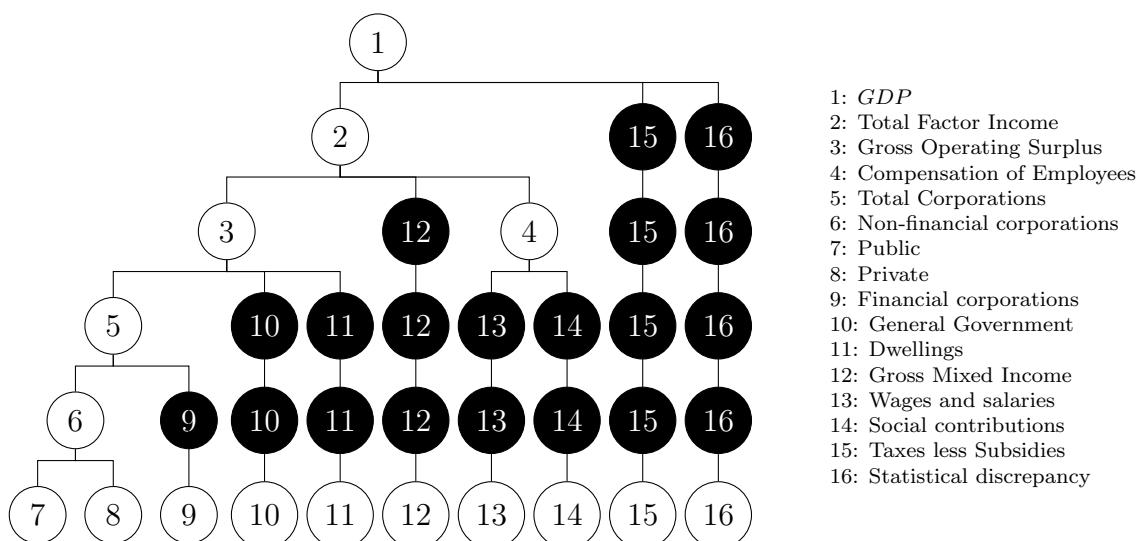 1
2 15 16
3 12 4 15 16
5 10 11 12 13 14 15 16
6 9 10 11 12 13 14 15 16
7 8 9 10 11 12 13 14 15 16
1: GDP
2: Total Factor Income
3: Gross Operating Surplus
4: Compensation of Employees
5: Total Corporations
6: Non-financial corporations
7: Public
8: Private
9: Financial corporations
10: General Government
11: Dwellings
12: Gross Mixed Income
13: Wages and salaries
14: Social contributions
15: Taxes less Subsidies
16: Statistical discrepancy